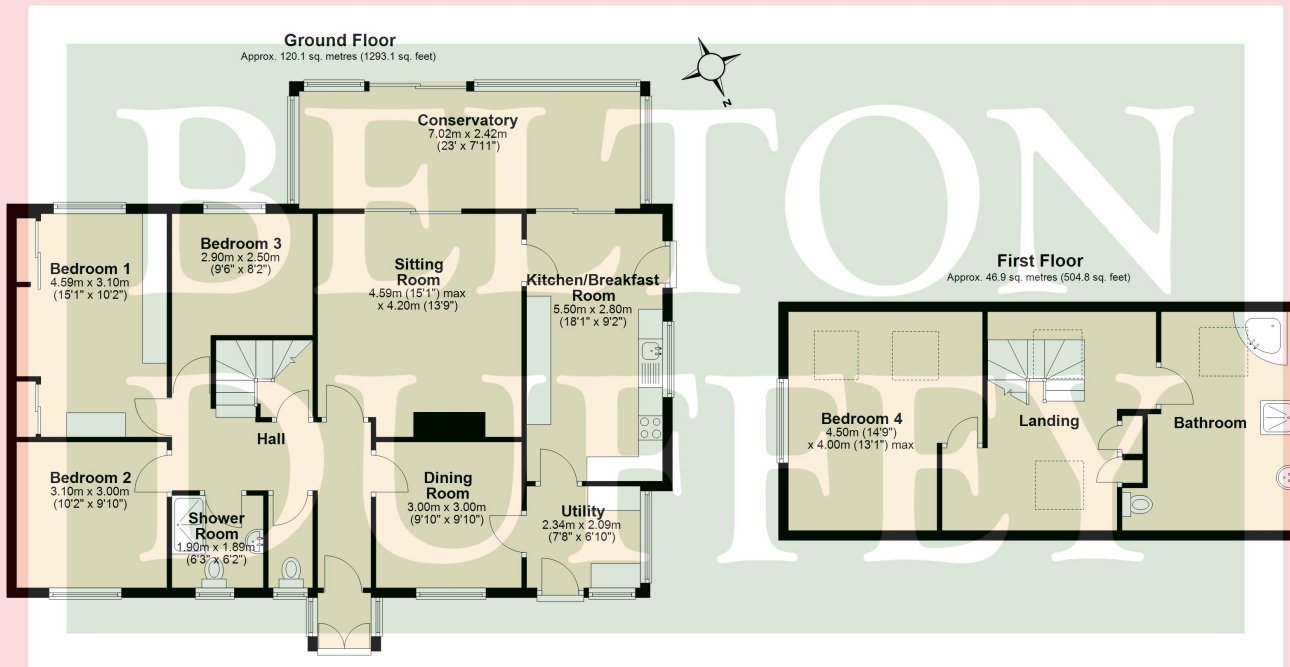 BELTON
DUFFEY
Ground Floor
Approx. 120.1 sq. metres (1293.1 sq. feet)
N
Conservatory
7.02m x 2.42m
(23' x 7'11")
Bedroom 1
4.59m x 3.10m
(15'1" x 10'2")
Bedroom 3
2.90m x 2.50m
(9'6" x 8'2")
Sitting
Room
4.59m (15'1") max
x 4.20m (13'9")
Kitchen/Breakfast
Room
5.50m x 2.80m
(18'1" x 9'2")
Hall
Bedroom 2
3.10m x 3.00m
(10'2" x 9'10")
Shower
Room
1.90m x 1.89m
(6'3" x 6'2")
Dining
Room
3.00m x 3.00m
(9'10" x 9'10")
Utility
2.34m x 2.09m
(7'8" x 6'10")
First Floor
Approx. 46.9 sq. metres (504.8 sq. feet)
Bedroom 4
4.50m (14'9")
x 4.00m (13'1") max
Landing
Bathroom